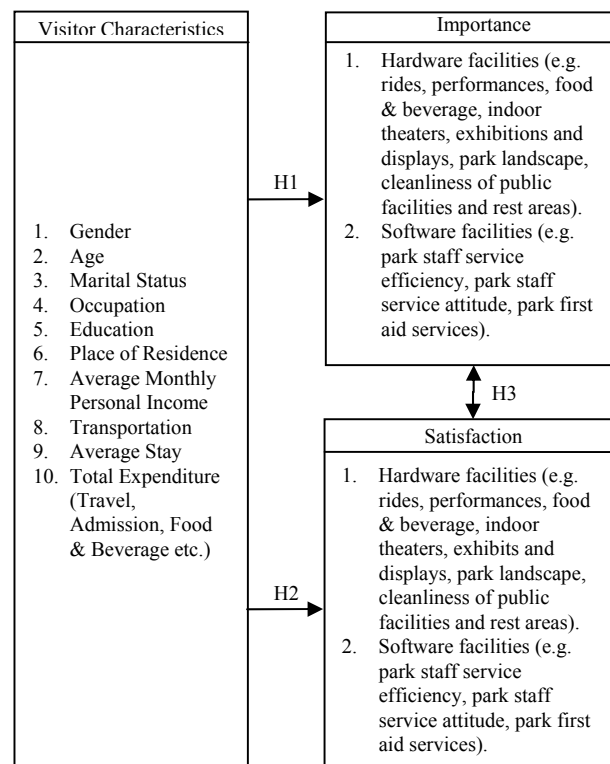 Visitor Characteristics
1. Gender
2. Age
3. Marital Status
4. Occupation
5. Education
6. Place of Residence
7. Average Monthly
Personal Income
8. Transportation
9. Average Stay
10. Total Expenditure
(Travel,
Admission, Food
& Beverage etc.)
H1
H2
Importance
1. Hardware facilities (e.g.
rides, performances, food
& beverage, indoor
theaters, exhibitions and
displays, park landscape,
cleanliness of public
facilities and rest areas).
2. Software facilities (e.g.
park staff service
efficiency, park staff
service attitude, park first
aid services).
H3
Satisfaction
1. Hardware facilities (e.g.
rides, performances, food
& beverage, indoor
theaters, exhibits and
displays, park landscape,
cleanliness of public
facilities and rest areas).
2. Software facilities (e.g.
park staff service
efficiency, park staff
service attitude, park first
aid services).